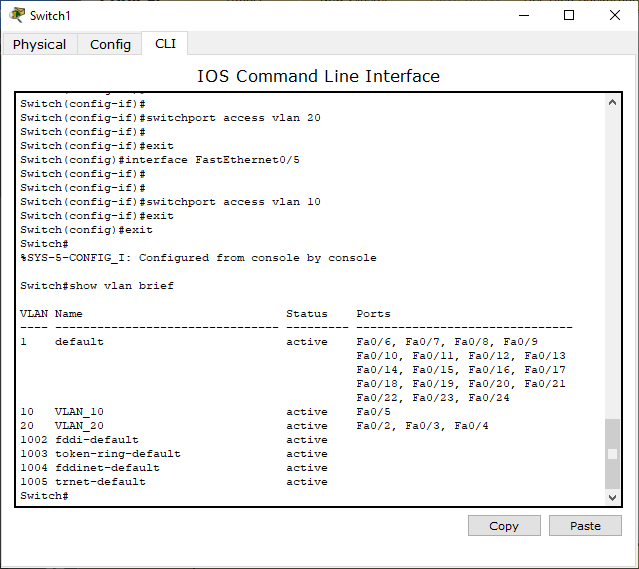 Switch1
Physical Config CLI
IOS Command Line Interface
Switch(config-if)#
Switch(config-if)#switchport access vlan 20
Switch(config-if)#
Switch(config-if)#exit
Switch(config)#interface FastEthernet0/5
Switch(config-if)#
Switch(config-if)#
Switch(config-if)#switchport access vlan 10
Switch(config-if)#exit
Switch(config)#exit
Switch#
%SYS-5-CONFIG_I: Configured from console by console
Switch#show vlan brief
VLAN Name                             Status    Ports
---- -------------------------------- --------- -------------------------------
1    default                          active    Fa0/6, Fa0/7, Fa0/8, Fa0/9
                                                Fa0/10, Fa0/11, Fa0/12, Fa0/13
                                                Fa0/14, Fa0/15, Fa0/16, Fa0/17
                                                Fa0/18, Fa0/19, Fa0/20, Fa0/21
                                                Fa0/22, Fa0/23, Fa0/24
10   VLAN_10                          active    Fa0/5
20   VLAN_20                          active    Fa0/2, Fa0/3, Fa0/4
1002 fddi-default                     active
1003 token-ring-default               active
1004 fddinet-default                  active
1005 trnet-default                    active
Switch#
Copy Paste